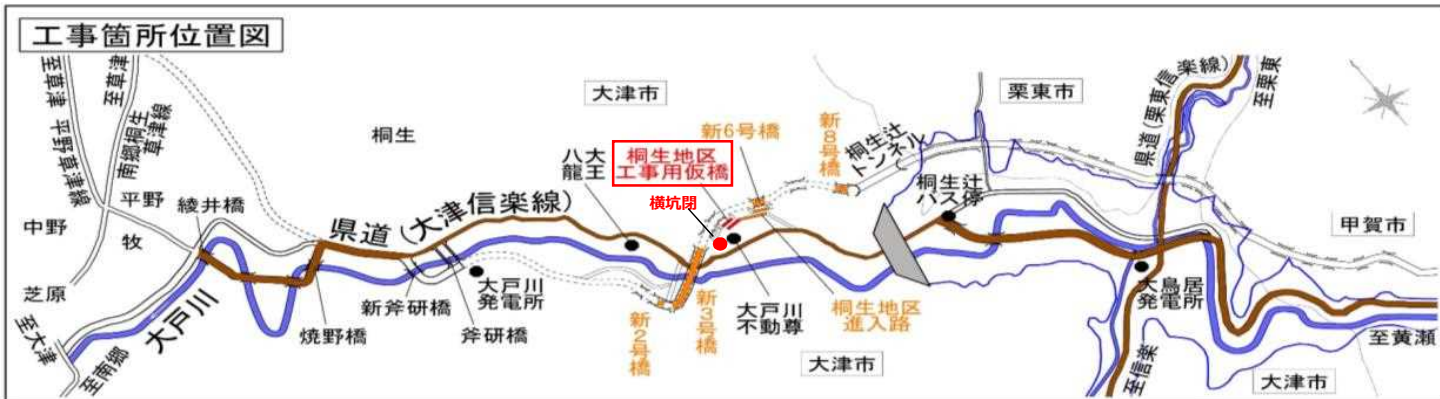 工事箇所位置図
至草津 平野草津線
至草津
南郷桐生
草津線
桐生
大津市
栗東市
県道(栗東信楽線)
至栗東
中野
平野
牧
綾井橋
県道(大津信楽線)
八大
龍王
桐生地区
工事用仮橋
横坑閉
新6号橋
新8号橋
桐生辻
トンネル
桐生辻
バス停
甲賀市
芝原
至大津
至南郷
大戸川
焼野橋
新斧研橋
斧研橋
大戸川
発電所
新2号橋
新3号橋
大戸川
不動尊
桐生地区
進入路
大津市
大鳥居
発電所
至信楽
大津市
至黄瀬